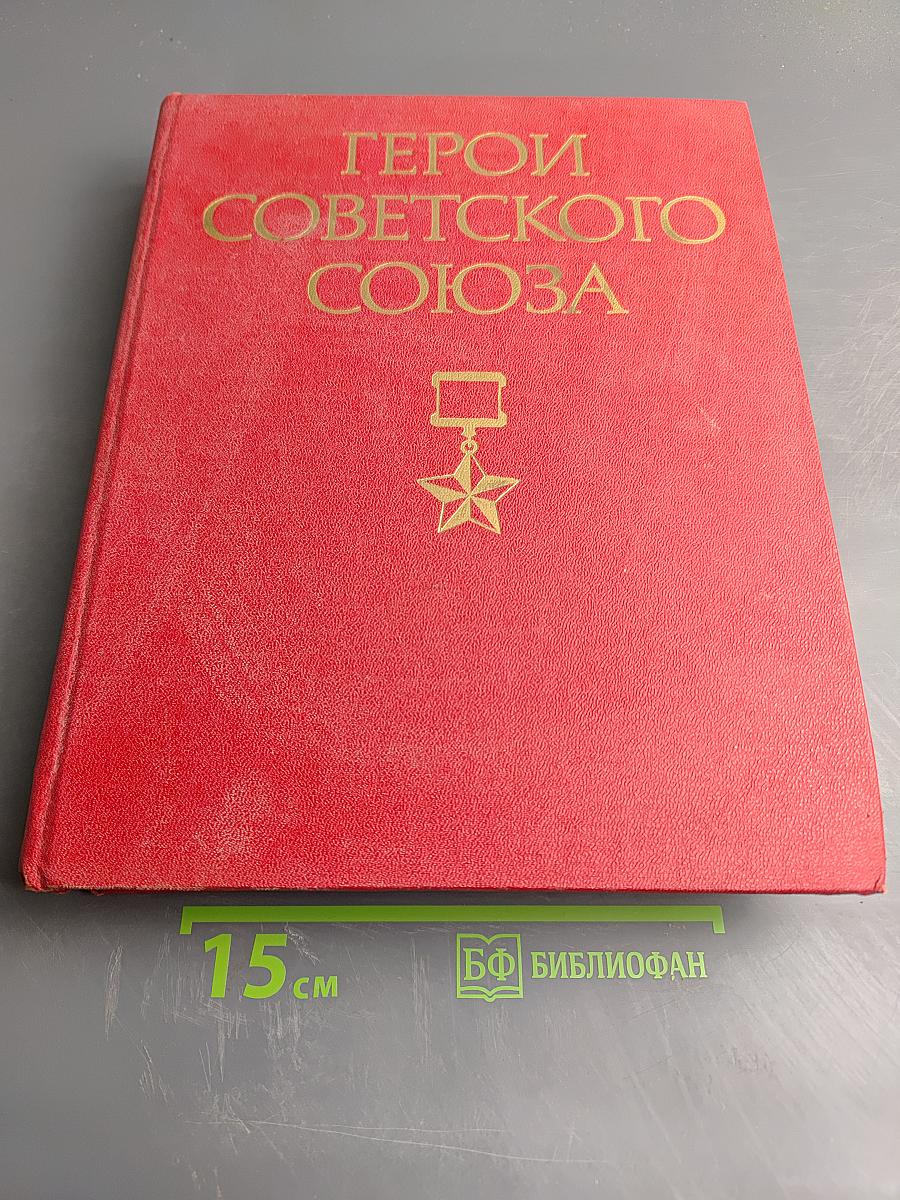 ГЕРОИ
СОВЕТСКОГО
СОЮЗА
15 см
БФ БИБЛИОФАН